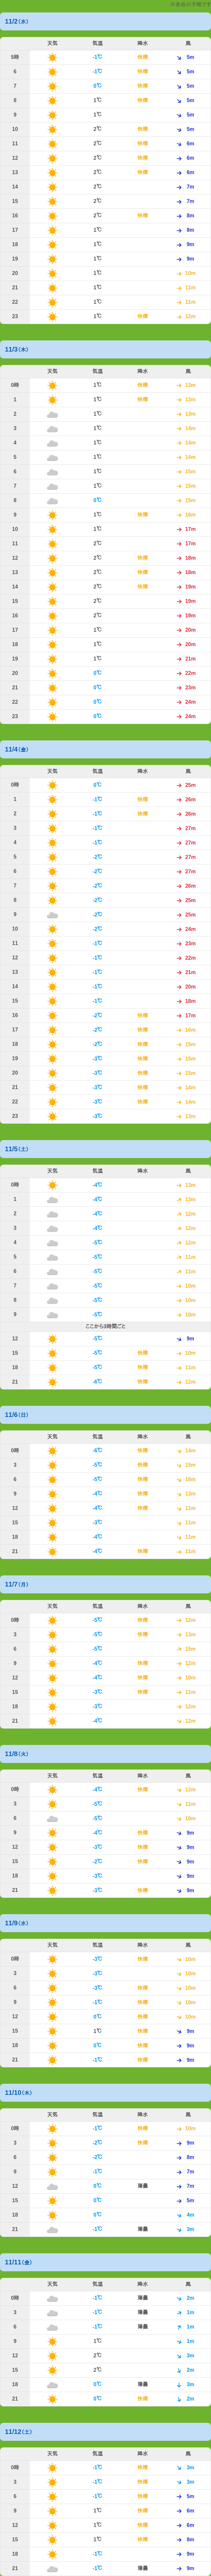 11/2(水)
天気 気温 降水 風
5時 -1℃ 快晴 5m
6 -1℃ 快晴 5m
7 0℃ 快晴 5m
8 1℃ 快晴 5m
9 1℃ 5m
10 2℃ 快晴 5m
11 2℃ 快晴 6m
12 2℃ 快晴 6m
13 2℃ 快晴 6m
14 2℃ 7m
15 2℃ 7m
16 2℃ 快晴 8m
17 1℃ 8m
18 1℃ 9m
19 1℃ 9m
20 1℃ 10m
21 1℃ 11m
22 1℃ 11m
23 1℃ 快晴 12m
11/3(木)
天気 気温 降水 風
0時 1℃ 快晴 13m
1 1℃ 快晴 13m
2 1℃ 13m
3 1℃ 14m
4 1℃ 14m
5 1℃ 14m
6 1℃ 15m
7 1℃ 15m
8 0℃ 15m
9 1℃ 快晴 16m
10 1℃ 17m
11 2℃ 17m
12 2℃ 快晴 18m
13 2℃ 快晴 18m
14 2℃ 快晴 19m
15 2℃ 19m
16 2℃ 19m
17 1℃ 20m
18 1℃ 20m
19 1℃ 21m
20 0℃ 22m
21 0℃ 23m
22 0℃ 24m
23 0℃ 24m
11/4(金)
天気 気温 降水 風
0時 0℃ 25m
1 -1℃ 快晴 26m
2 -1℃ 快晴 26m
3 -1℃ 27m
4 -1℃ 27m
5 -2℃ 27m
6 -2℃ 27m
7 -2℃ 26m
8 -2℃ 25m
9 -2℃ 25m
10 -2℃ 24m
11 -1℃ 23m
12 -1℃ 22m
13 -1℃ 21m
14 -1℃ 20m
15 -1℃ 18m
16 -2℃ 快晴 17m
17 -2℃ 快晴 16m
18 -2℃ 快晴 15m
19 -3℃ 快晴 15m
20 -3℃ 快晴 15m
21 -3℃ 快晴 14m
22 -3℃ 快晴 14m
23 -3℃ 13m
11/5(土)
天気 気温 降水 風
0時 -4℃ 13m
1 -4℃ 13m
2 -4℃ 12m
3 -4℃ 12m
4 -5℃ 12m
5 -5℃ 11m
6 -5℃ 11m
7 -5℃ 10m
8 -5℃ 10m
9 -5℃ 10m
ここから3時間ごと
12 -5℃ 9m
15 -5℃ 快晴 10m
18 -5℃ 快晴 11m
21 -6℃ 快晴 12m
11/6(日)
天気 気温 降水 風
0時 -6℃ 快晴 14m
3 -5℃ 快晴 15m
6 -5℃ 快晴 16m
9 -4℃ 快晴 13m
12 -4℃ 快晴 11m
15 -3℃ 11m
18 -4℃ 11m
21 -4℃ 快晴 11m
11/7(月)
天気 気温 降水 風
0時 -5℃ 快晴 12m
3 -5℃ 快晴 13m
6 -5℃ 15m
9 -4℃ 快晴 12m
12 -4℃ 快晴 10m
15 -3℃ 快晴 11m
18 -3℃ 12m
21 -4℃ 12m
11/8(火)
天気 気温 降水 風
0時 -4℃ 快晴 12m
3 -5℃ 11m
6 -5℃ 10m
9 -4℃ 快晴 9m
12 -3℃ 快晴 9m
15 -2℃ 快晴 9m
18 -3℃ 9m
21 -3℃ 快晴 9m
11/9(水)
天気 気温 降水 風
0時 -3℃ 快晴 10m
3 -3℃ 10m
6 -3℃ 快晴 10m
9 -1℃ 快晴 10m
12 0℃ 快晴 10m
15 1℃ 快晴 9m
18 0℃ 快晴 9m
21 -1℃ 快晴 9m
11/10(木)
天気 気温 降水 風
0時 -1℃ 快晴 10m
3 -2℃ 快晴 9m
6 -2℃ 8m
9 -1℃ 7m
12 0℃ 薄曇 7m
15 0℃ 5m
18 0℃ 4m
21 -1℃ 薄曇 3m
11/11(金)
天気 気温 降水 風
0時 -1℃ 薄曇 2m
3 -1℃ 薄曇 1m
6 -1℃ 薄曇 1m
9 1℃ 1m
12 2℃ 3m
15 2℃ 2m
18 0℃ 薄曇 3m
21 0℃ 快晴 2m
11/12(土)
天気 気温 降水 風
0時 -1℃ 快晴 3m
3 -1℃ 快晴 3m
6 -1℃ 快晴 5m
9 1℃ 快晴 6m
12 1℃ 快晴 6m
15 1℃ 快晴 8m
18 -1℃ 9m
21 -1℃ 薄曇 9m